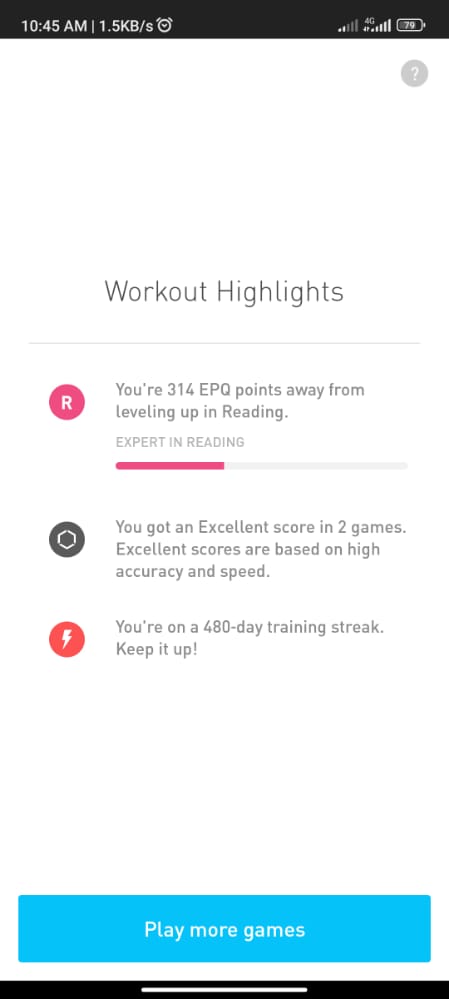 10:45 AM | 1.5KB/s
4G
79
?
Workout Highlights
R
You're 314 EPQ points away from
leveling up in Reading.
EXPERT IN READING
You got an Excellent score in 2 games.
Excellent scores are based on high
accuracy and speed.
You're on a 480-day training streak.
Keep it up!
Play more games